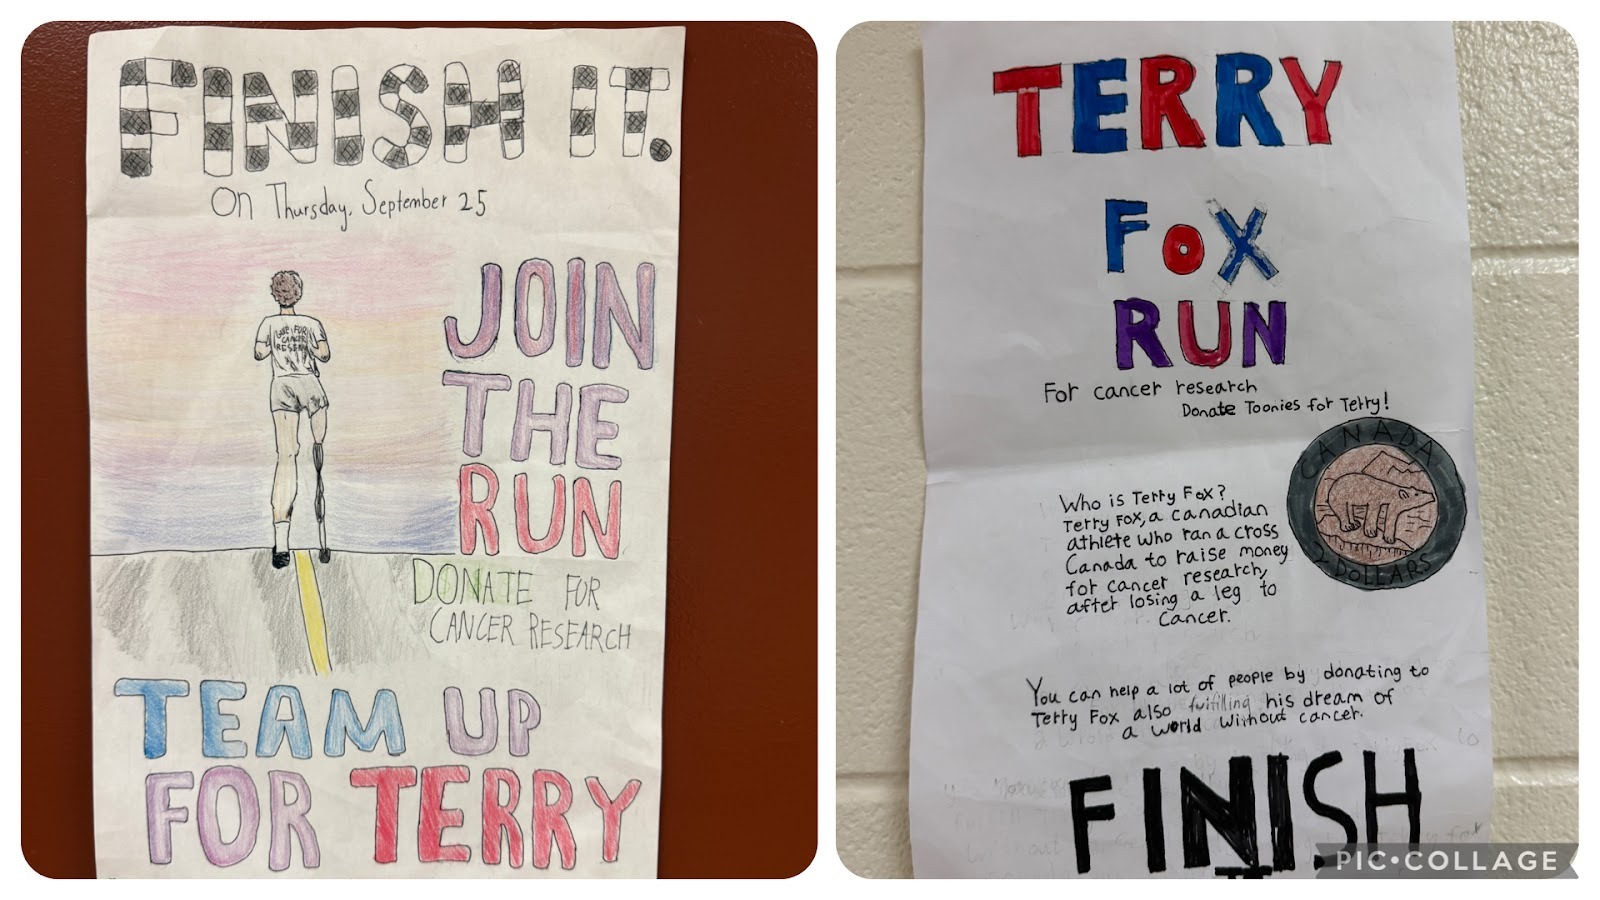 FINISH IT.
On Thursday, September 25
JOIN
THE
RUN
FOR
CANCER
DONATE FOR
CANCER RESEARCH
TEAM UP
FOR TERRY
TERRY
FOX
RUN
For cancer research
Donate Toonies for Terry!
CANADA
2 DOLLARS
Who is Terry Fox?
Terry Fox, a Canadian
athlete who ran a cross
Canada to raise money
for cancer research,
after losing a leg to
Cancer.
You can help a lot of people by donating to
Terry Fox also fulfilling his dream of
a world without cancer.
FINISH
PIC•COLLAGE